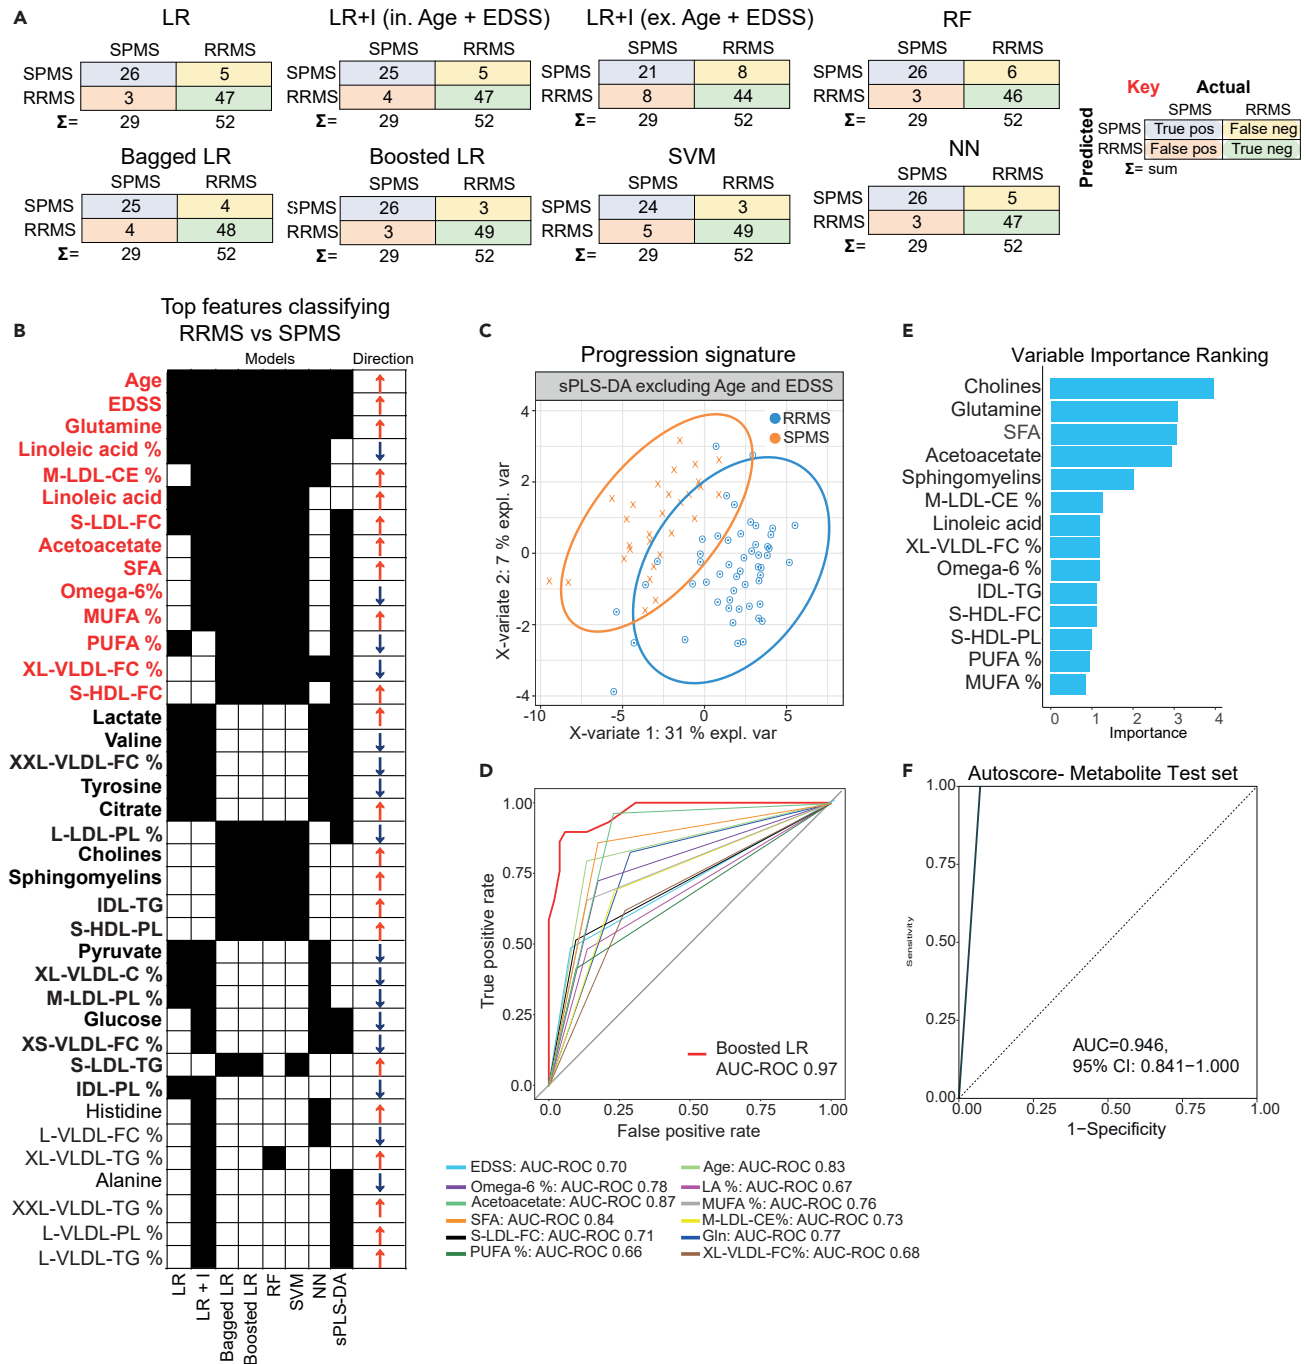 A
LR
SPMS RRMS
SPMS 26 5
RRMS 3 47
Σ= 29 52
LR+I (in. Age + EDSS)
SPMS RRMS
SPMS 25 5
RRMS 4 47
Σ= 29 52
LR+I (ex. Age + EDSS)
SPMS RRMS
SPMS 21 8
RRMS 8 44
Σ= 29 52
RF
SPMS RRMS
SPMS 26 6
RRMS 3 46
Σ= 29 52
Key Actual
SPMS RRMS
Predicted
SPMS True pos False neg
RRMS False pos True neg
Σ= sum
Bagged LR
SPMS RRMS
SPMS 25 4
RRMS 4 48
Σ= 29 52
Boosted LR
SPMS RRMS
SPMS 26 3
RRMS 3 49
Σ= 29 52
SVM
SPMS RRMS
SPMS 24 3
RRMS 5 49
Σ= 29 52
NN
SPMS RRMS
SPMS 26 5
RRMS 3 47
Σ= 29 52
B
Top features classifying
RRMS vs SPMS
Models Direction
Age ↑
EDSS ↑
Glutamine ↑
Linoleic acid % ↓
M-LDL-CE % ↑
Linoleic acid ↑
S-LDL-FC ↑
Acetoacetate ↑
SFA ↑
Omega-6% ↓
MUFA % ↑
PUFA % ↓
XL-VLDL-FC % ↓
S-HDL-FC ↑
Lactate ↑
Valine ↓
XXL-VLDL-FC % ↓
Tyrosine ↓
Citrate ↑
L-LDL-PL % ↓
Cholines ↑
Sphingomyelins ↑
IDL-TG ↑
S-HDL-PL ↑
Pyruvate ↓
XL-VLDL-C % ↓
M-LDL-PL % ↓
Glucose ↓
XS-VLDL-FC % ↓
S-LDL-TG ↑
IDL-PL % ↓
Histidine ↑
L-VLDL-FC % ↓
XL-VLDL-TG % ↑
Alanine ↓
XXL-VLDL-TG % ↑
L-VLDL-PL % ↑
L-VLDL-TG % ↑
LR
LR + I
Bagged LR
Boosted LR
RF
SVM
NN
sPLS-DA
C
Progression signature
sPLS-DA excluding Age and EDSS
RRMS
SPMS
X-variate 2: 7 % expl. var
4
2
0
-2
-4
-10 -5 0 5
X-variate 1: 31 % expl. var
D
True positive rate
1.00
0.75
0.50
0.25
0.0
Boosted LR
AUC-ROC 0.97
0.0 0.25 0.50 0.75 1.00
False positive rate
EDSS: AUC-ROC 0.70
Omega-6 %: AUC-ROC 0.78
Acetoacetate: AUC-ROC 0.87
SFA: AUC-ROC 0.84
S-LDL-FC: AUC-ROC 0.71
PUFA %: AUC-ROC 0.66
Age: AUC-ROC 0.83
LA %: AUC-ROC 0.67
MUFA %: AUC-ROC 0.76
M-LDL-CE%: AUC-ROC 0.73
Gln: AUC-ROC 0.77
XL-VLDL-FC%: AUC-ROC 0.68
E
Variable Importance Ranking
Cholines
Glutamine
SFA
Acetoacetate
Sphingomyelins
M-LDL-CE %
Linoleic acid
XL-VLDL-FC %
Omega-6 %
IDL-TG
S-HDL-FC
S-HDL-PL
PUFA %
MUFA %
0 1 2 3 4
Importance
F
Autoscore- Metabolite Test set
Sensitivity
1.00
0.75
0.50
0.25
0.00
AUC=0.946,
95% CI: 0.841−1.000
0.00 0.25 0.50 0.75 1.00
1−Specificity